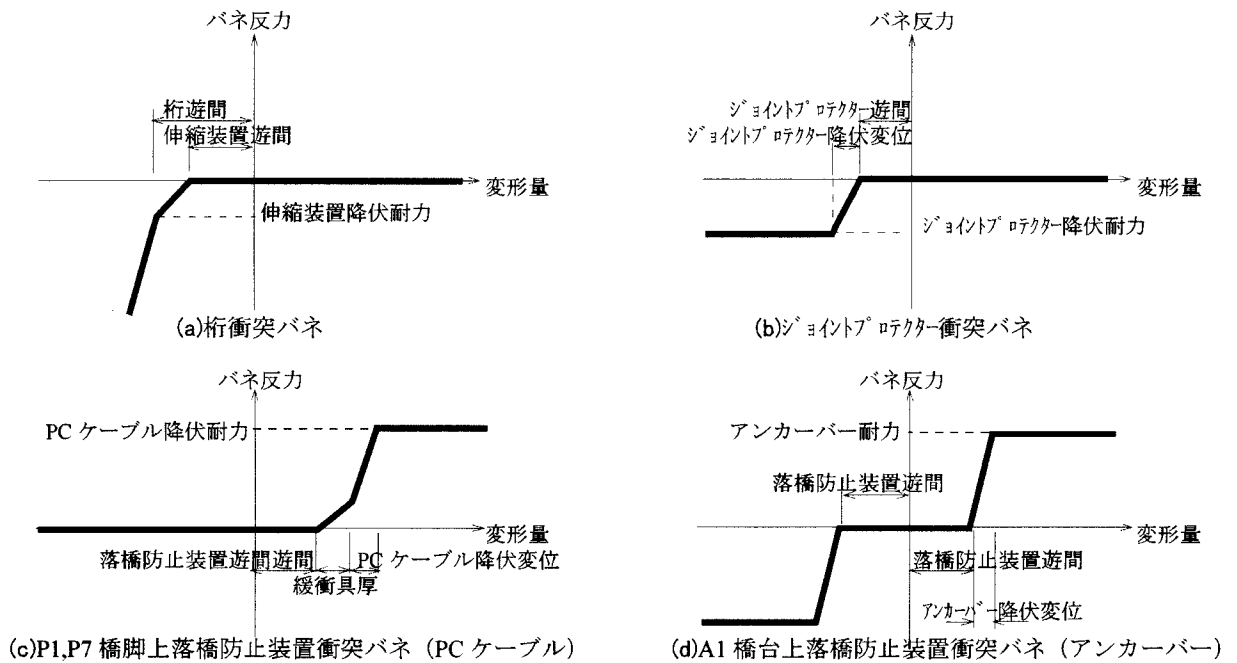 バネ反力
桁遊間
伸縮装置遊間
変形量
伸縮装置降伏耐力
(a)桁衝突バネ
バネ反力
ｼﾞｮｲﾝﾄﾌﾟﾛﾃｸﾀｰ遊間
ｼﾞｮｲﾝﾄﾌﾟﾛﾃｸﾀｰ降伏変位
変形量
ｼﾞｮｲﾝﾄﾌﾟﾛﾃｸﾀｰ降伏耐力
(b)ｼﾞｮｲﾝﾄﾌﾟﾛﾃｸﾀｰ衝突バネ
バネ反力
PC ケーブル降伏耐力
変形量
落橋防止装置遊間遊間
PC ケーブル降伏変位
緩衝具厚
(c)P1,P7 橋脚上落橋防止装置衝突バネ（PC ケーブル）
バネ反力
アンカーバー耐力
落橋防止装置遊間
変形量
落橋防止装置遊間
ｱﾝｶｰﾊﾞｰ降伏変位
(d)A1 橋台上落橋防止装置衝突バネ（アンカーバー）